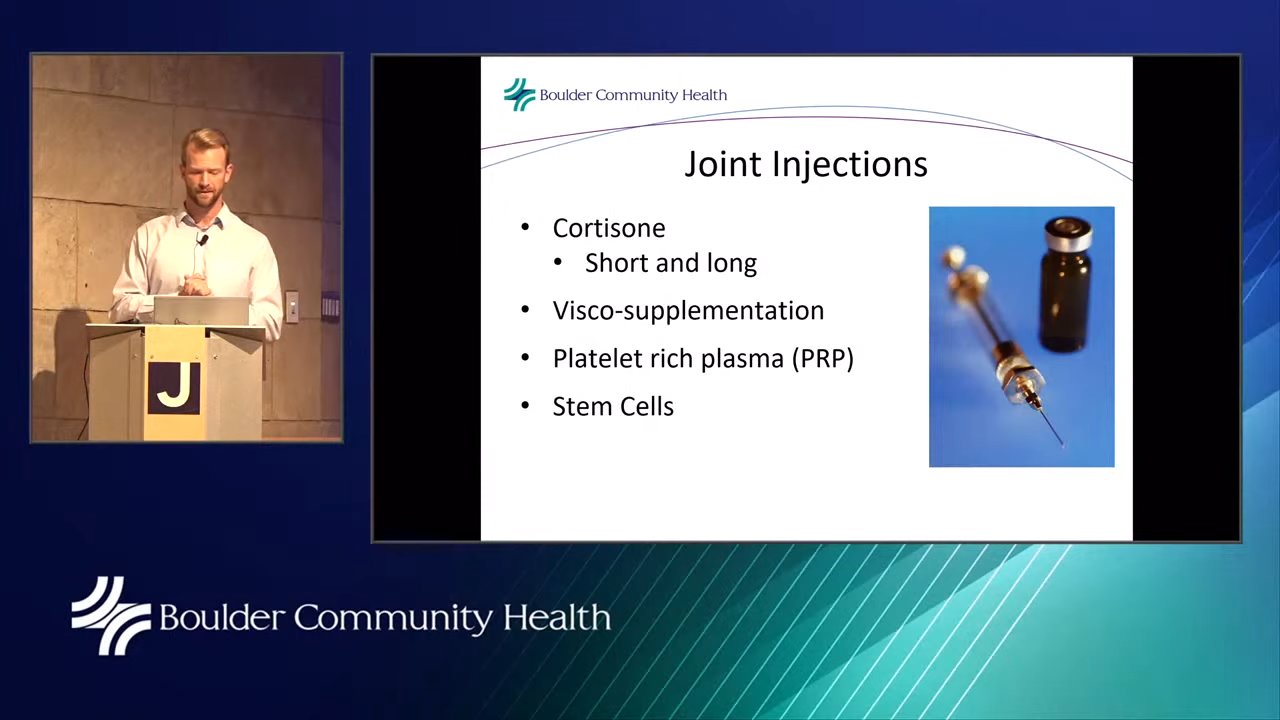 Boulder Community Health
Joint Injections
• Cortisone
• Short and long
• Visco-supplementation
• Platelet rich plasma (PRP)
• Stem Cells
J
Boulder Community Health